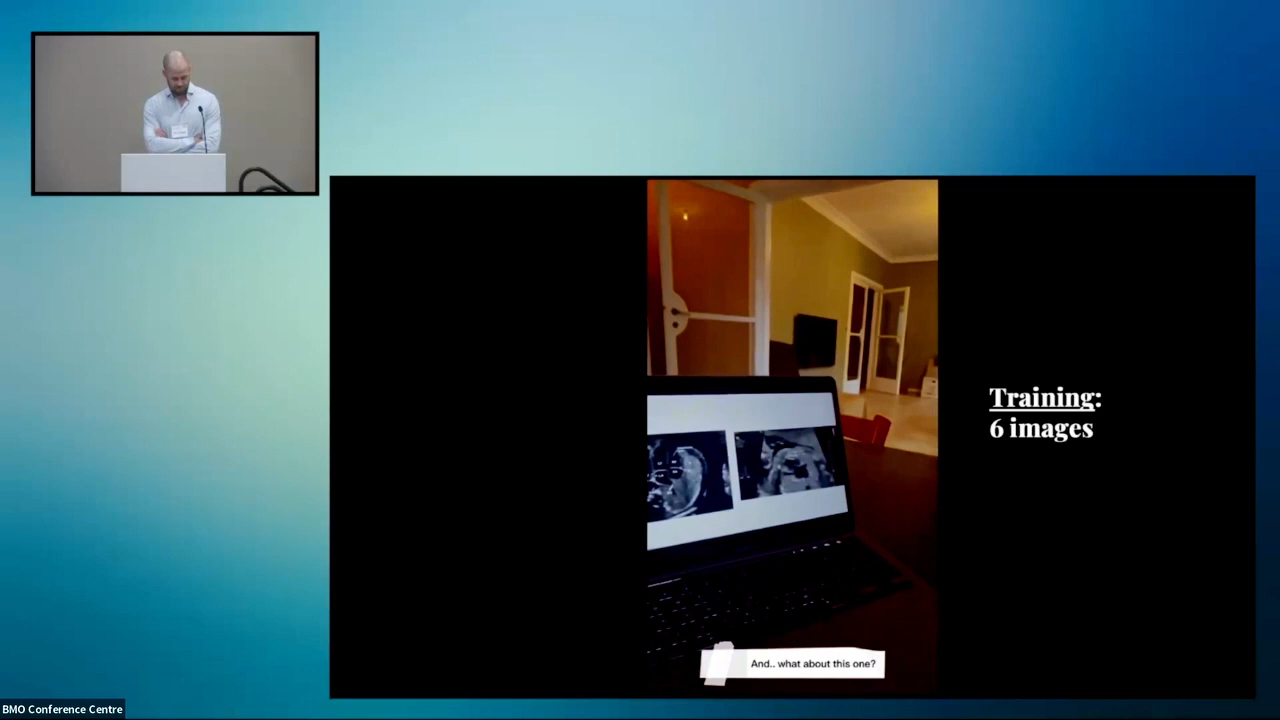 Training:
6 images
And.. what about this one?
BMO Conference Centre